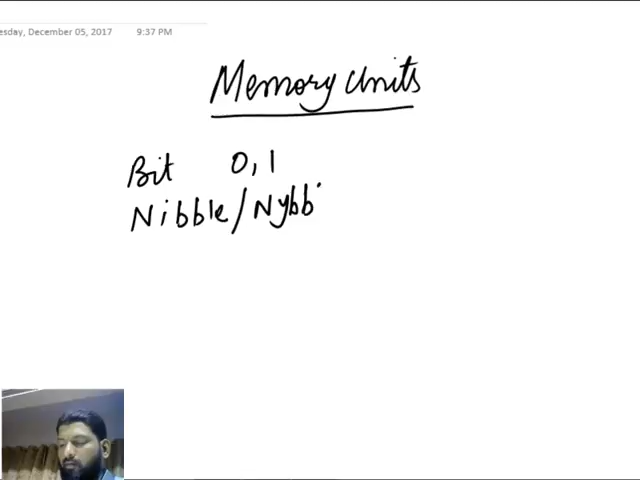 esday, December 05, 2017 9:37 PM
Memory Units
Bit 0,1
Nibble/Nybb